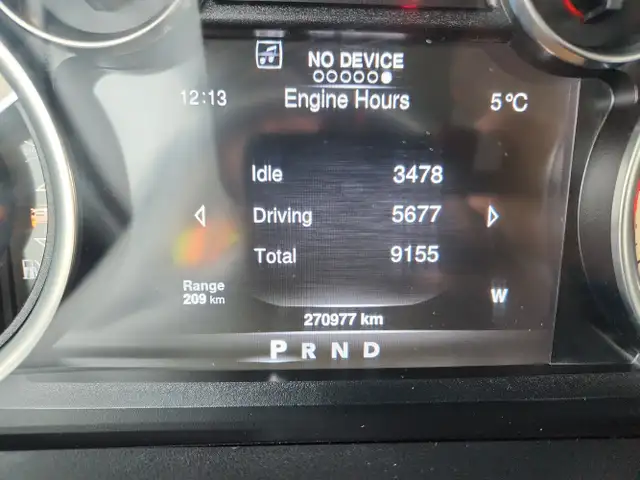 NO DEVICE
12:13 Engine Hours 5°C
Idle 3478
Driving 5677
Total 9155
Range
209 km
W
270977 km
P R N D